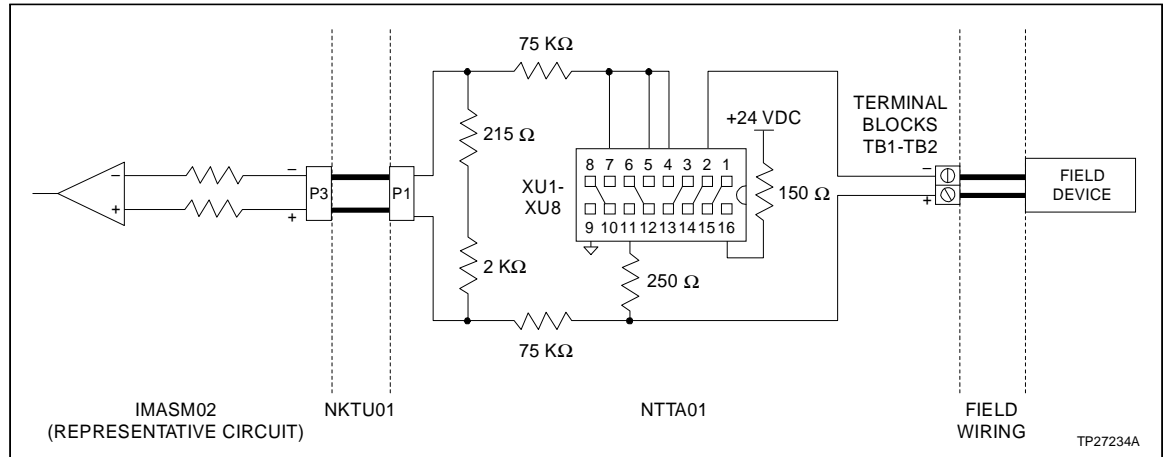 75 KΩ
TERMINAL
BLOCKS
TB1-TB2
+24 VDC
215 Ω
8 7 6 5 4 3 2 1
XU1-
XU8
150 Ω
–
+
–
+
P3
P1
–
+
FIELD
DEVICE
9 10 11 12 13 14 15 16
2 KΩ
250 Ω
75 KΩ
IMASM02
(REPRESENTATIVE CIRCUIT)
NKTU01
NTTA01
FIELD
WIRING
TP27234A